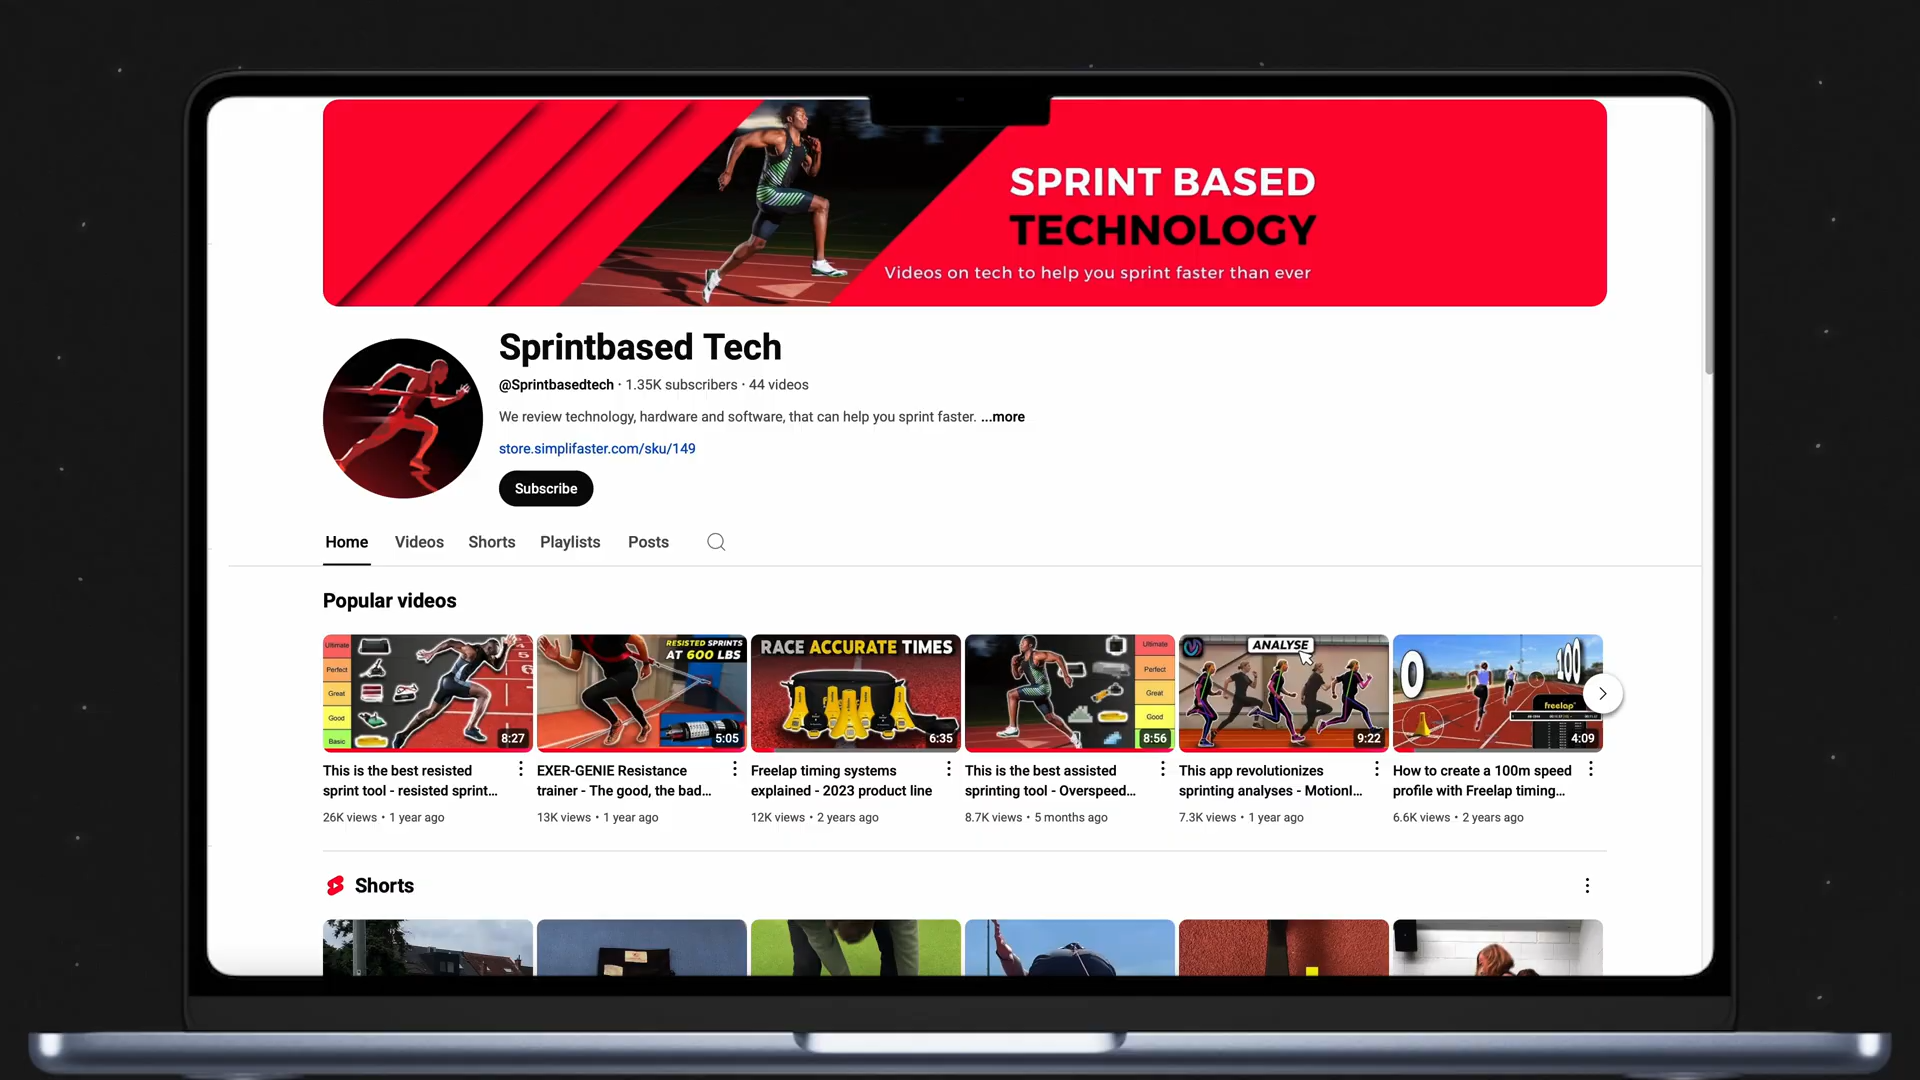 SPRINT BASED
TECHNOLOGY
Videos on tech to help you sprint faster than ever
Sprintbased Tech
@Sprintbasedtech · 1.35K subscribers · 44 videos
We review technology, hardware and software, that can help you sprint faster. ...more
store.simplifaster.com/sku/149
Subscribe
Home Videos Shorts Playlists Posts
Popular videos
Ultimate
Perfect
Great
Good
Basic
8:27
This is the best resisted
sprint tool - resisted sprint...
26K views • 1 year ago
RESISTED SPRINTS
AT 600 LBS
5:05
EXER-GENIE Resistance
trainer - The good, the bad...
13K views • 1 year ago
RACE ACCURATE TIMES
6:35
Freelap timing systems
explained - 2023 product line
12K views • 2 years ago
Ultimate
Perfect
Great
Good
8:56
This is the best assisted
sprinting tool - Overspeed...
8.7K views • 5 months ago
ANALYSE
9:22
This app revolutionizes
sprinting analyses - MotionI...
7.3K views • 1 year ago
0
100
freelap
4:09
How to create a 100m speed
profile with Freelap timing...
6.6K views • 2 years ago
Shorts